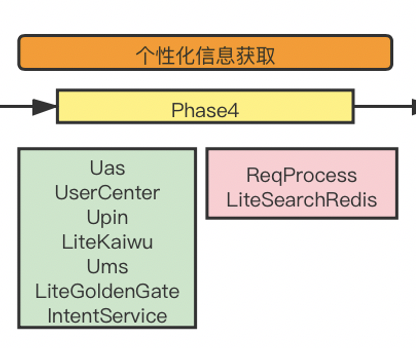 个性化信息获取
Phase4
Uas
UserCenter
Upin
LiteKaiwu
Ums
LiteGoldenGate
IntentService
ReqProcess
LiteSearchRedis